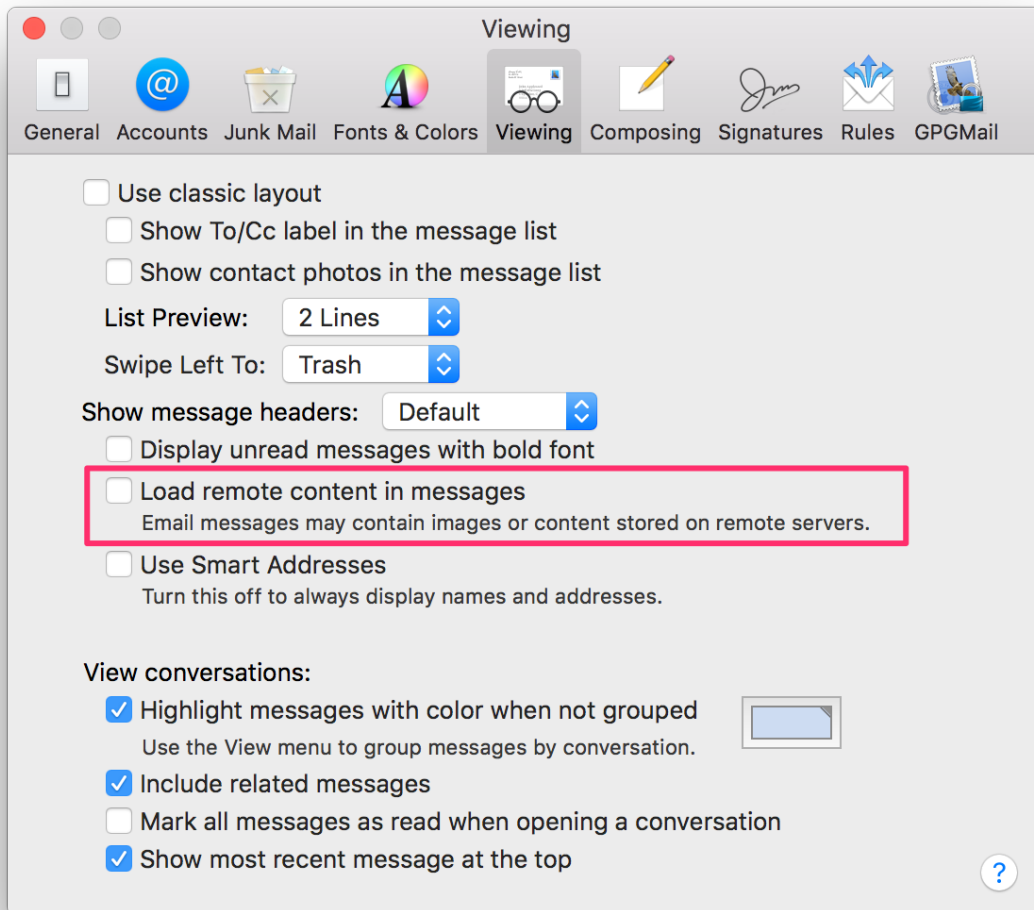 Viewing
General Accounts Junk Mail Fonts & Colors Viewing Composing Signatures Rules GPGMail
Use classic layout
Show To/Cc label in the message list
Show contact photos in the message list
List Preview: 2 Lines
Swipe Left To: Trash
Show message headers: Default
Display unread messages with bold font
Load remote content in messages
Email messages may contain images or content stored on remote servers.
Use Smart Addresses
Turn this off to always display names and addresses.
View conversations:
Highlight messages with color when not grouped
Use the View menu to group messages by conversation.
Include related messages
Mark all messages as read when opening a conversation
Show most recent message at the top
?